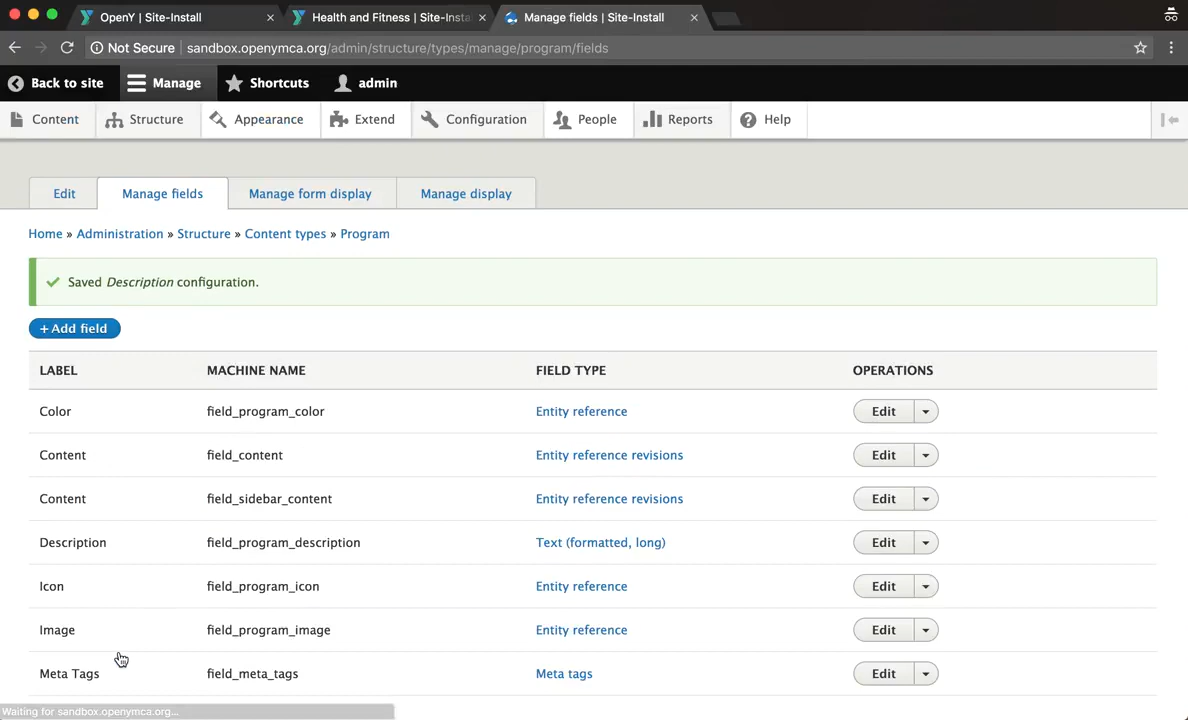 OpenY | Site-Install
Health and Fitness | Site-Insta
Manage fields | Site-Install
Not Secure | sandbox.openymca.org/admin/structure/types/manage/program/fields
Back to site
Manage
Shortcuts
admin
Content
Structure
Appearance
Extend
Configuration
People
Reports
Help
Edit
Manage fields
Manage form display
Manage display
Home » Administration » Structure » Content types » Program
Saved Description configuration.
+ Add field
LABEL MACHINE NAME FIELD TYPE OPERATIONS
Color field_program_color Entity reference Edit
Content field_content Entity reference revisions Edit
Content field_sidebar_content Entity reference revisions Edit
Description field_program_description Text (formatted, long) Edit
Icon field_program_icon Entity reference Edit
Image field_program_image Entity reference Edit
Meta Tags field_meta_tags Meta tags Edit
Waiting for sandbox.openymca.org...